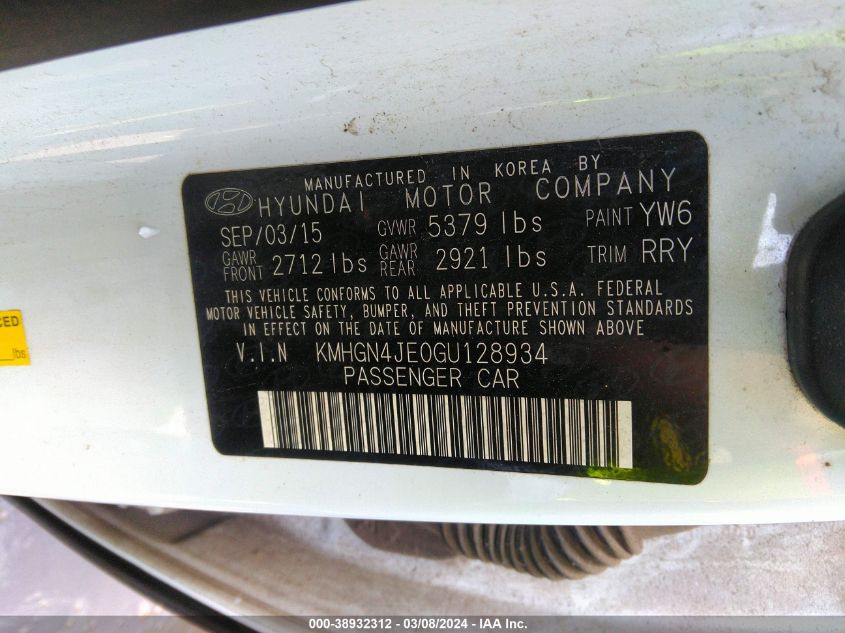 MANUFACTURED IN KOREA BY
HYUNDAI MOTOR COMPANY
SEP/03/15 GVWR 5379 lbs PAINT YW6
GAWR FRONT 2712 lbs GAWR REAR 2921 lbs TRIM RRY
THIS VEHICLE CONFORMS TO ALL APPLICABLE U.S.A. FEDERAL
MOTOR VEHICLE SAFETY, BUMPER, AND THEFT PREVENTION STANDARDS
IN EFFECT ON THE DATE OF MANUFACTURE SHOWN ABOVE
V.I.N KMHGN4JE0GU128934
PASSENGER CAR
lbs
000-38932312 - 03/08/2024 - IAA Inc.